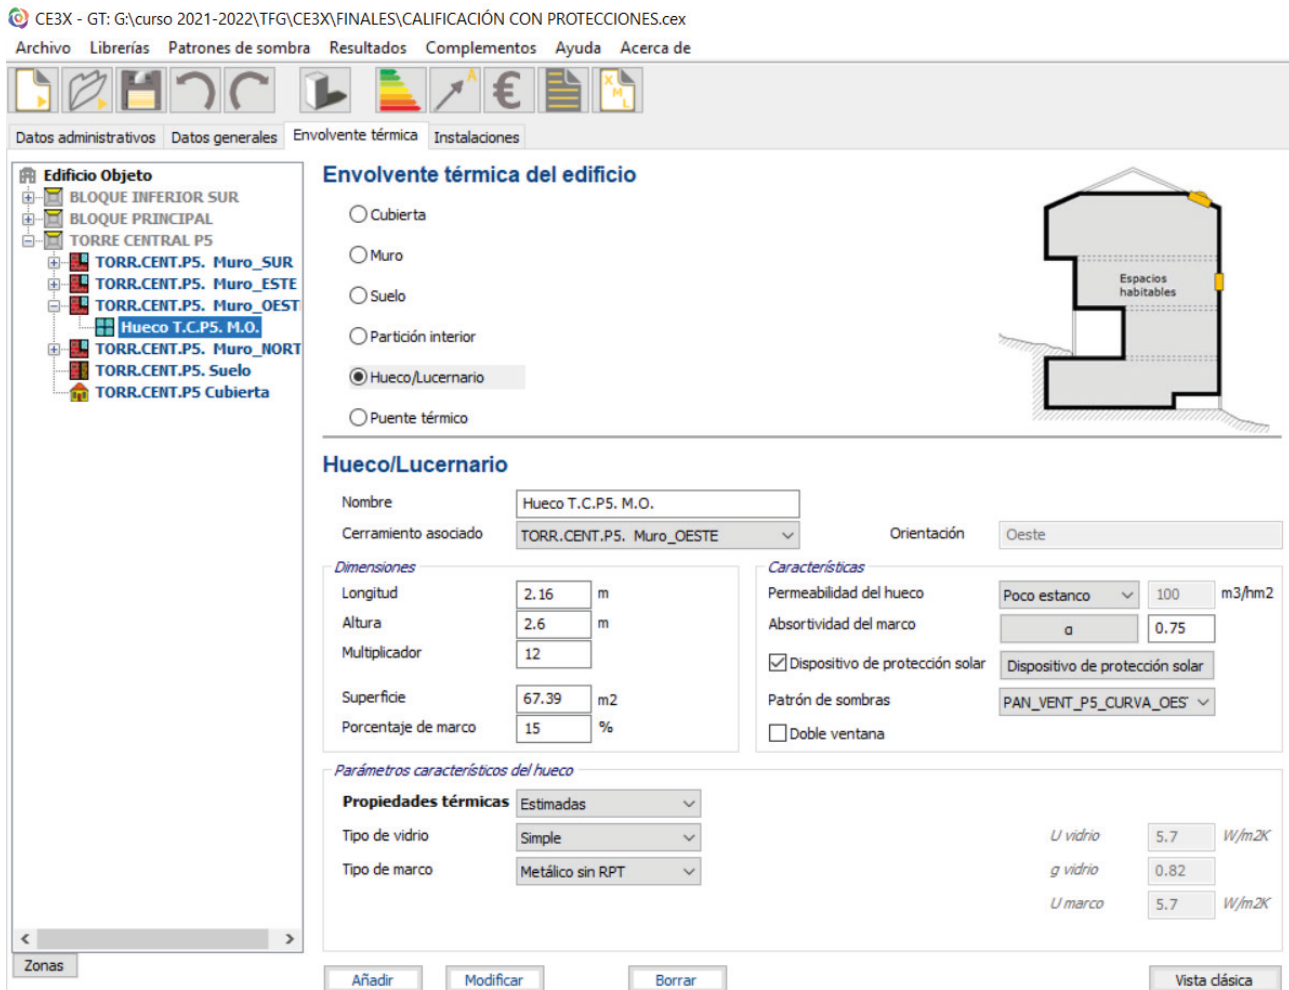 CE3X - GT: G:\curso 2021-2022\TFG\CE3X\FINALES\CALIFICACIÓN CON PROTECCIONES.cex
Archivo Librerías Patrones de sombra Resultados Complementos Ayuda Acerca de
A € X M L
Datos administrativos Datos generales Envolvente térmica Instalaciones
Edificio Objeto
BLOQUE INFERIOR SUR
BLOQUE PRINCIPAL
TORRE CENTRAL P5
TORR.CENT.P5. Muro_SUR
TORR.CENT.P5. Muro_ESTE
TORR.CENT.P5. Muro_OEST
Hueco T.C.P5. M.O.
TORR.CENT.P5. Muro_NORT
TORR.CENT.P5. Suelo
TORR.CENT.P5 Cubierta
Zonas
Envolvente térmica del edificio
Cubierta
Muro
Suelo
Partición interior
Hueco/Lucernario
Puente térmico
Espacios
habitables
Hueco/Lucernario
Nombre Hueco T.C.P5. M.O.
Cerramiento asociado TORR.CENT.P5. Muro_OESTE Orientación Oeste
Dimensiones
Longitud 2.16 m
Altura 2.6 m
Multiplicador 12
Superficie 67.39 m2
Porcentaje de marco 15 %
Características
Permeabilidad del hueco Poco estanco 100 m3/hm2
Absortividad del marco α 0.75
Dispositivo de protección solar Dispositivo de protección solar
Patrón de sombras PAN_VENT_P5_CURVA_OES
Doble ventana
Parámetros característicos del hueco
Propiedades térmicas Estimadas
Tipo de vidrio Simple U vidrio 5.7 W/m2K
Tipo de marco Metálico sin RPT g vidrio 0.82
U marco 5.7 W/m2K
Añadir Modificar Borrar Vista clásica